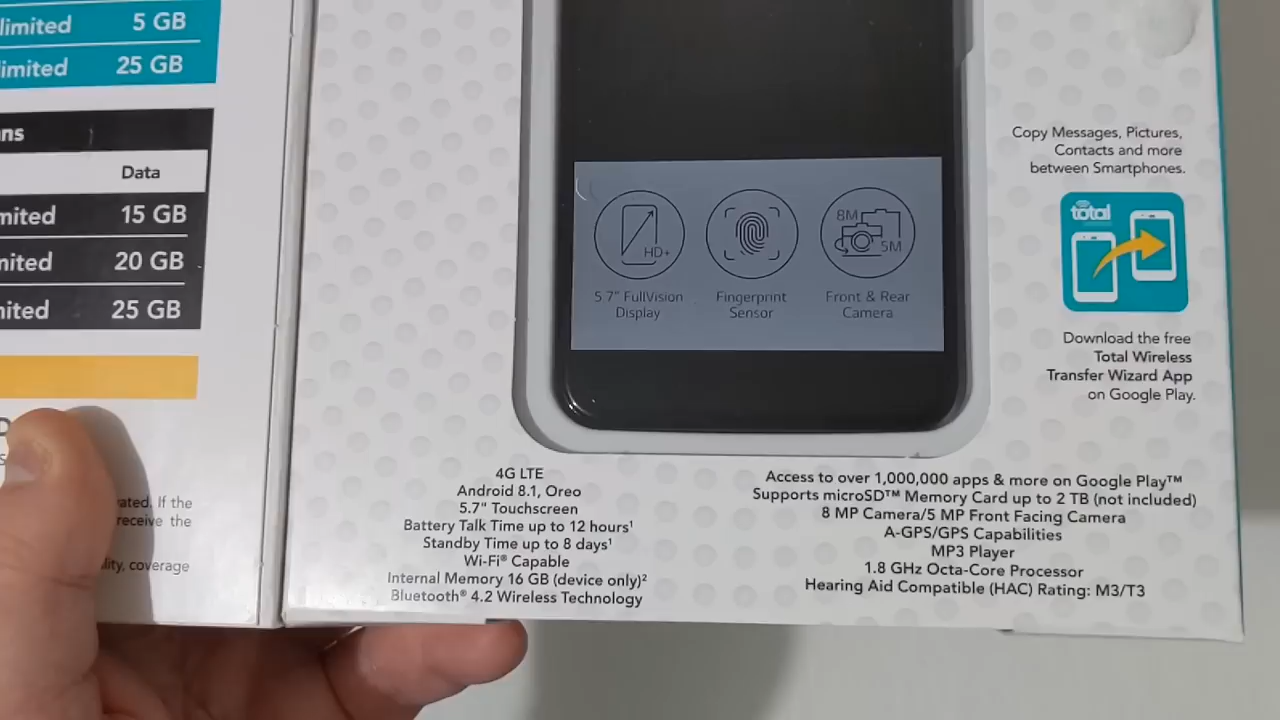 limited 5 GB
limited 25 GB
Data
15 GB
20 GB
25 GB
If the
receive the
coverage
8M
HD+
5M
5.7" FullVision
Display
Fingerprint
Sensor
Front & Rear
Camera
Copy Messages, Pictures,
Contacts and more
between Smartphones.
total
Download the free
Total Wireless
Transfer Wizard App
on Google Play.
4G LTE
Android 8.1, Oreo
5.7" Touchscreen
Battery Talk Time up to 12 hours¹
Standby Time up to 8 days¹
Wi-Fi® Capable
Internal Memory 16 GB (device only)²
Bluetooth® 4.2 Wireless Technology
Access to over 1,000,000 apps & more on Google Play™
Supports microSD™ Memory Card up to 2 TB (not included)
8 MP Camera/5 MP Front Facing Camera
A-GPS/GPS Capabilities
MP3 Player
1.8 GHz Octa-Core Processor
Hearing Aid Compatible (HAC) Rating: M3/T3